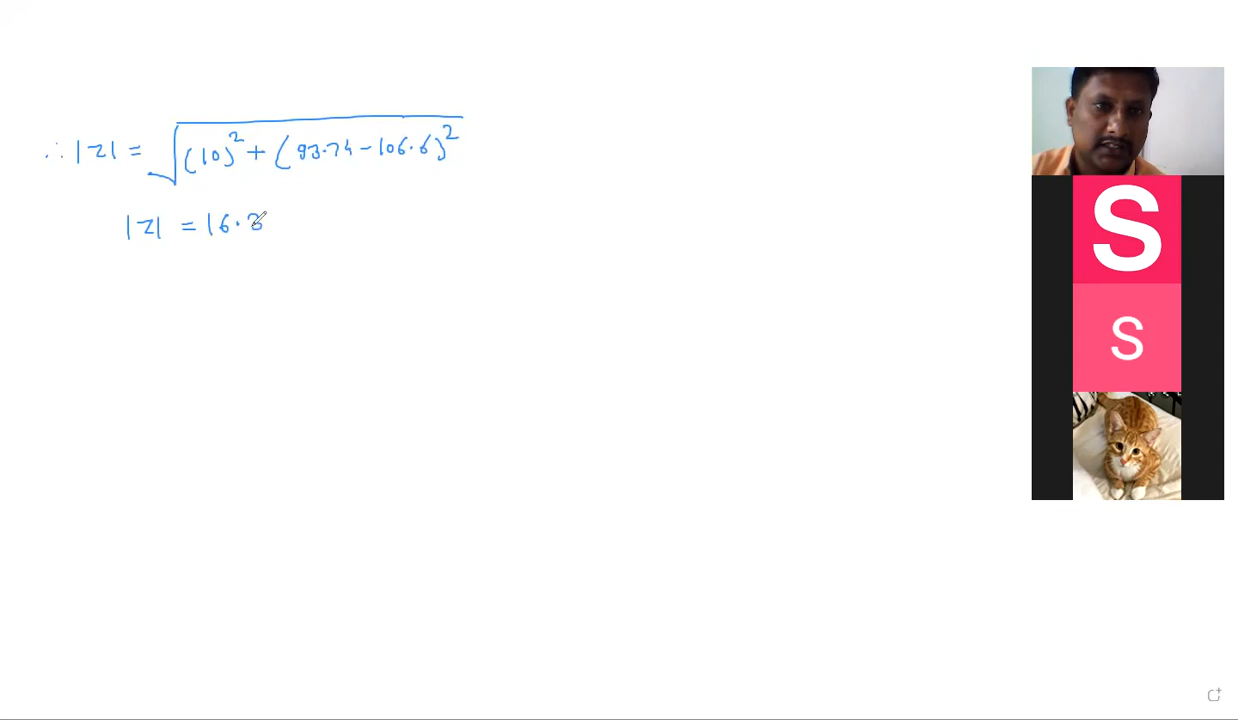 ∴ |Z| = √(10)² + (93.74 - 106.6)²
|Z| = 16.3
S
S